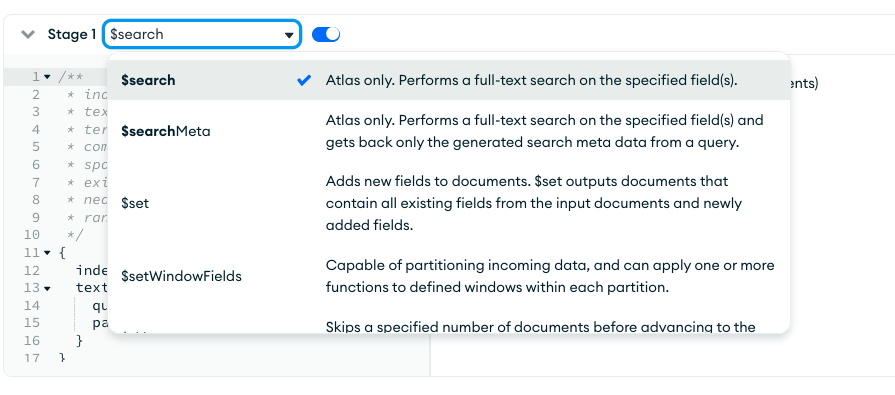 Stage 1 $search
$search Atlas only. Performs a full-text search on the specified field(s).
ents)
$searchMeta Atlas only. Performs a full-text search on the specified field(s) and
gets back only the generated search meta data from a query.
$set Adds new fields to documents. $set outputs documents that
contain all existing fields from the input documents and newly
added fields.
$setWindowFields Capable of partitioning incoming data, and can apply one or more
functions to defined windows within each partition.
Skips a specified number of documents before advancing to the
1 /**
2 * ind
3 * tex
4 * ter
5 * com
6 * spa
7 * exi
8 * nea
9 * ran
10 */
11 {
12 inde
13 text
14 qu
15 pa
16 }
17 }